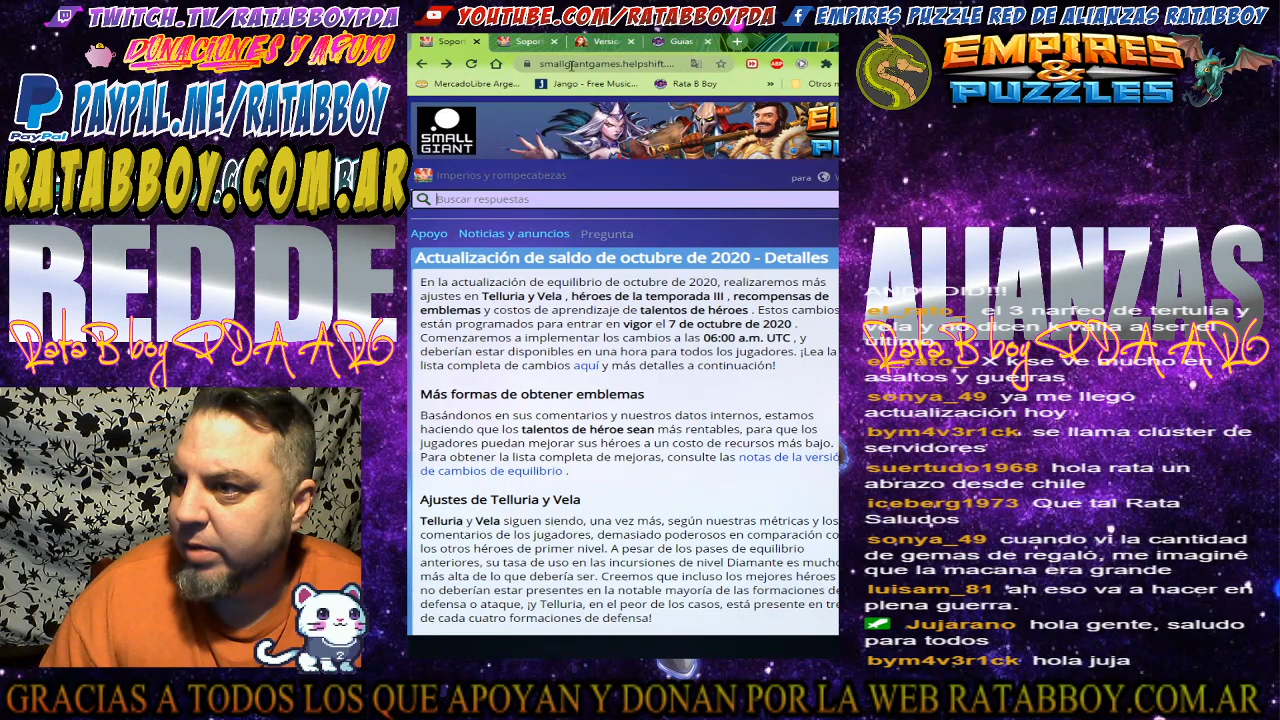 TWITCH.TV/RATABBOYPDA
YOUTUBE.COM/RATABBOYPDA
EMPIRES PUZZLE RED DE ALIANZAS RATABBOY
DONACIONES Y APOYO
PayPal
PAYPAL.ME/RATABBOY
RATABBOY.COM.AR
RED DE
Rata B boy PDA ARG
Sopor
Sopor
Versi
Guias
smallgiantgames.helpshift....
ABP
MercadoLibre Arge...
Jango - Free Music...
Rata B Boy
»
Otros m
SMALL
GIANT
Imperios y rompecabezas
para
Buscar respuestas
Apoyo
Noticias y anuncios
Pregunta
Actualización de saldo de octubre de 2020 - Detalles
En la actualización de equilibrio de octubre de 2020, realizaremos más
ajustes en Telluria y Vela , héroes de la temporada III , recompensas de
emblemas y costos de aprendizaje de talentos de héroes . Estos cambios
están programados para entrar en vigor el 7 de octubre de 2020 .
Comenzaremos a implementar los cambios a las 06:00 a.m. UTC , y
deberían estar disponibles en una hora para todos los jugadores. ¡Lea la
lista completa de cambios aquí y más detalles a continuación!
Más formas de obtener emblemas
Basándonos en sus comentarios y nuestros datos internos, estamos
haciendo que los talentos de héroe sean más rentables, para que los
jugadores puedan mejorar sus héroes a un costo de recursos más bajo.
Para obtener la lista completa de mejoras, consulte las notas de la versió
de cambios de equilibrio .
Ajustes de Telluria y Vela
Telluria y Vela siguen siendo, una vez más, según nuestras métricas y los
comentarios de los jugadores, demasiado poderosos en comparación co
los otros héroes de primer nivel. A pesar de los pases de equilibrio
anteriores, su tasa de uso en las incursiones de nivel Diamante es mucho
más alta de lo que debería ser. Creemos que incluso los mejores héroes
no deberían estar presentes en la notable mayoría de las formaciones de
defensa o ataque, ¡y Telluria, en el peor de los casos, está presente en tre
de cada cuatro formaciones de defensa!
EMPIRES
&
PUZZLES
ALIANZAS
Rata B boy PDA ARG
ANDROID!!!
el_rato_ el 3 narfeo de tertulia y
vela y no dicen k valla a ser el
ultimo
el_rato_ X k se ve mucho en
asaltos y guerras
sonya_49 ya me llegó
actualización hoy
bym4v3r1ck se llama clúster de
servidores
suertudo1968 hola rata un
abrazo desde chile
iceberg1973 Que tal Rata
Saludos
sonya_49 cuando vi la cantidad
de gemas de regaló, me imaginé
que la macana era grande
luisam_81 'ah eso va a hacer en
plena guerra.
Jujarano hola gente, saludo
para todos
bym4v3r1ck hola juja
GRACIAS A TODOS LOS QUE APOYAN Y DONAN POR LA WEB RATABBOY.COM.AR